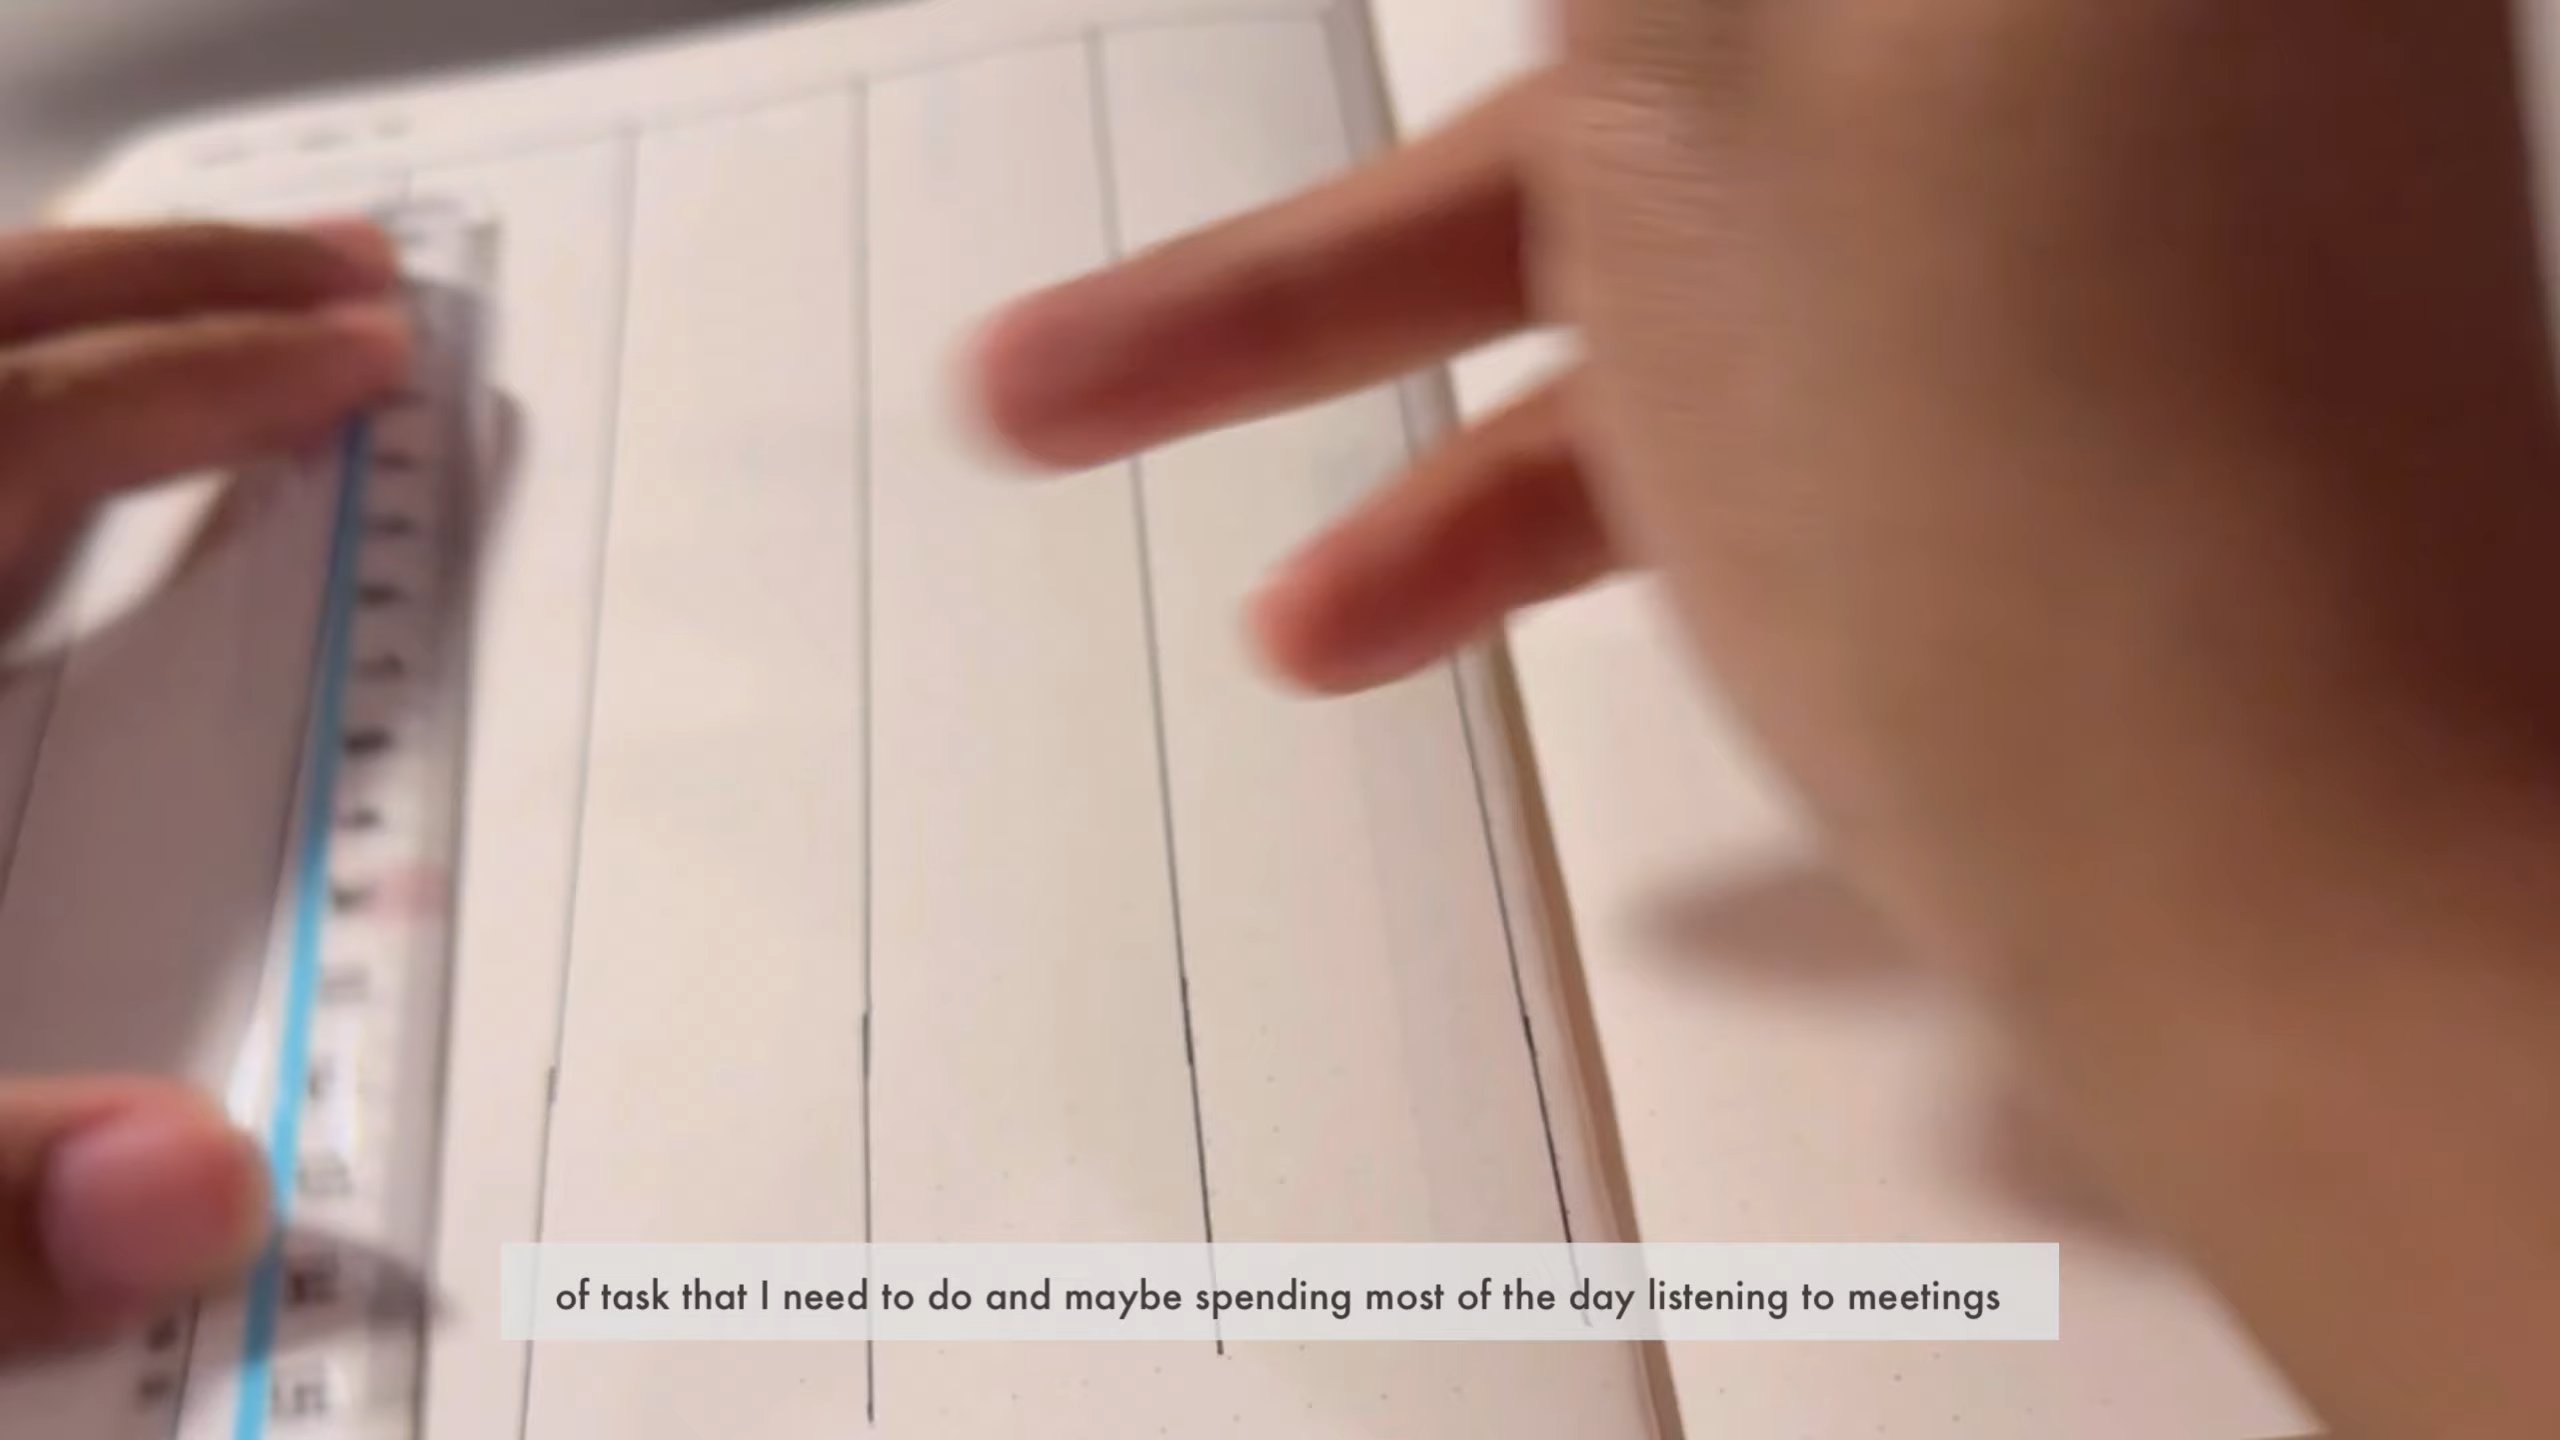 of task that I need to do and maybe spending most of the day listening to meetings